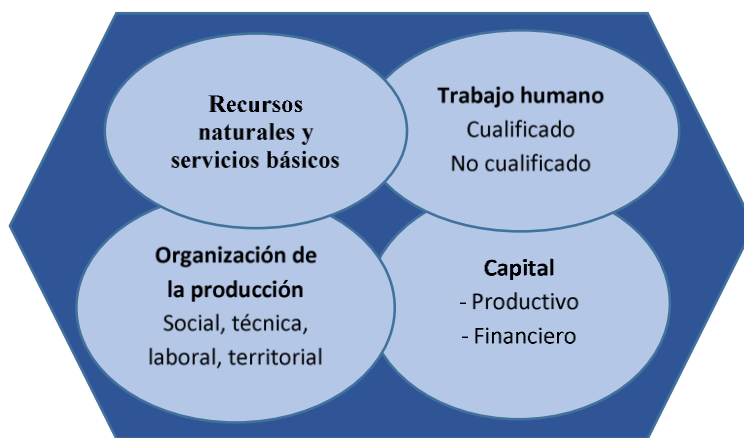 Recursos
naturales y
servicios básicos
Trabajo humano
Cualificado
No cualificado
Organización de
la producción
Social, técnica,
laboral, territorial
Capital
- Productivo
- Financiero